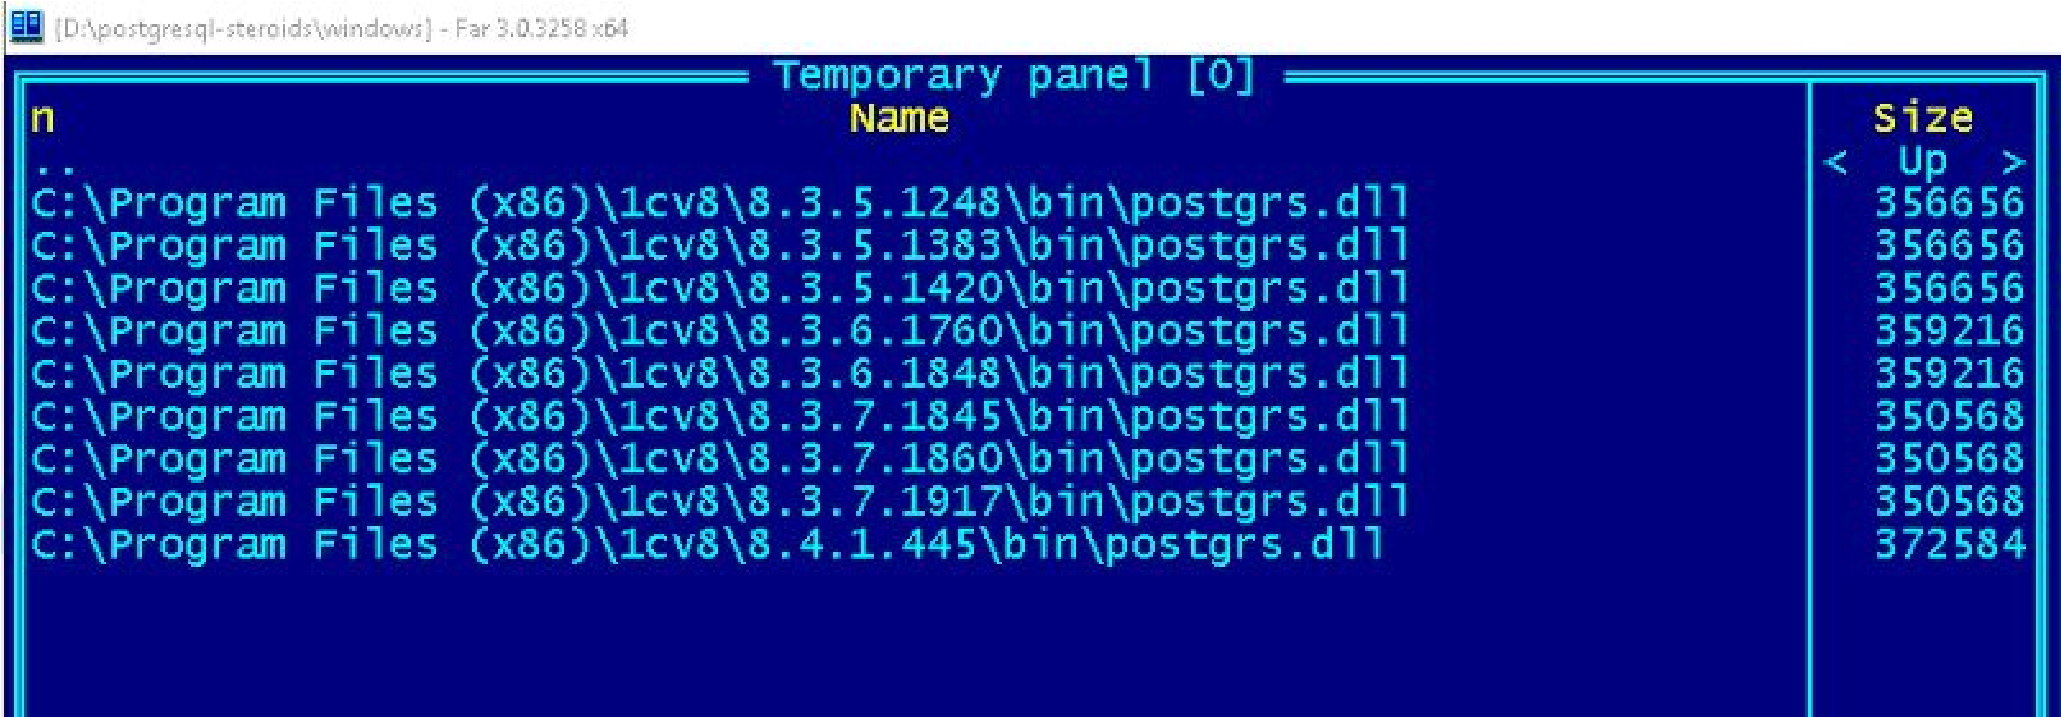 {D:\postgresql-steroids\windows} - Far 3.0.3258 x64
Temporary panel [0]
n Name Size
.. < Up >
C:\Program Files (x86)\1cv8\8.3.5.1248\bin\postgrs.dll 356656
C:\Program Files (x86)\1cv8\8.3.5.1383\bin\postgrs.dll 356656
C:\Program Files (x86)\1cv8\8.3.5.1420\bin\postgrs.dll 356656
C:\Program Files (x86)\1cv8\8.3.6.1760\bin\postgrs.dll 359216
C:\Program Files (x86)\1cv8\8.3.6.1848\bin\postgrs.dll 359216
C:\Program Files (x86)\1cv8\8.3.7.1845\bin\postgrs.dll 350568
C:\Program Files (x86)\1cv8\8.3.7.1860\bin\postgrs.dll 350568
C:\Program Files (x86)\1cv8\8.3.7.1917\bin\postgrs.dll 350568
C:\Program Files (x86)\1cv8\8.4.1.445\bin\postgrs.dll 372584